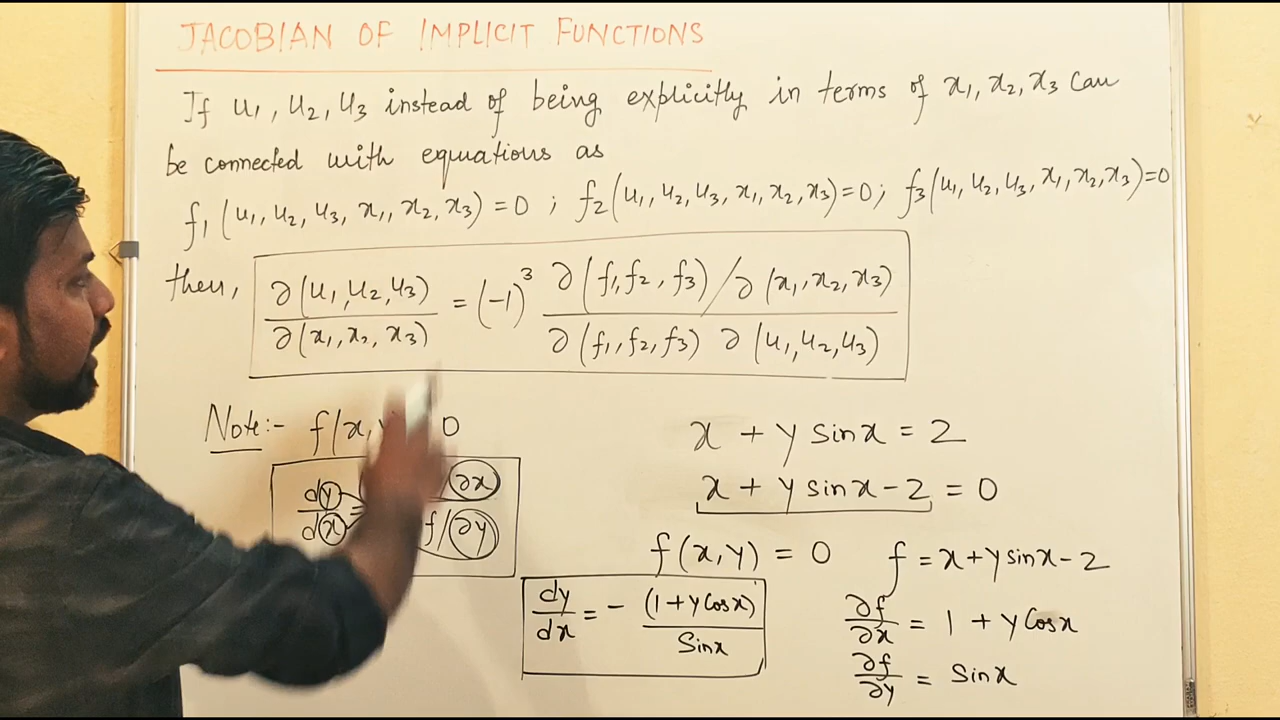 JACOBIAN OF IMPLICIT FUNCTIONS
If u₁, u₂, u₃ instead of being explicitly in terms of x₁, x₂, x₃ can
be connected with equations as
f₁(u₁, u₂, u₃, x₁, x₂, x₃) = 0 ; f₂(u₁, u₂, u₃, x₁, x₂, x₃) = 0; f₃(u₁, u₂, u₃, x₁, x₂, x₃) = 0
then,
∂(u₁, u₂, u₃)/∂(x₁, x₂, x₃) = (-1)³ ∂(f₁, f₂, f₃)/∂(x₁, x₂, x₃)
∂(f₁, f₂, f₃) ∂(u₁, u₂, u₃)
Note:- f(x, 0
dy/dx = ∂x
f/∂y
x + y sinx = 2
x + y sinx - 2 = 0
f(x, y) = 0 f = x + y sinx - 2
dy/dx = - (1 + y Cosx)/Sinx
∂f/∂x = 1 + y Cosx
∂f/∂y = Sinx